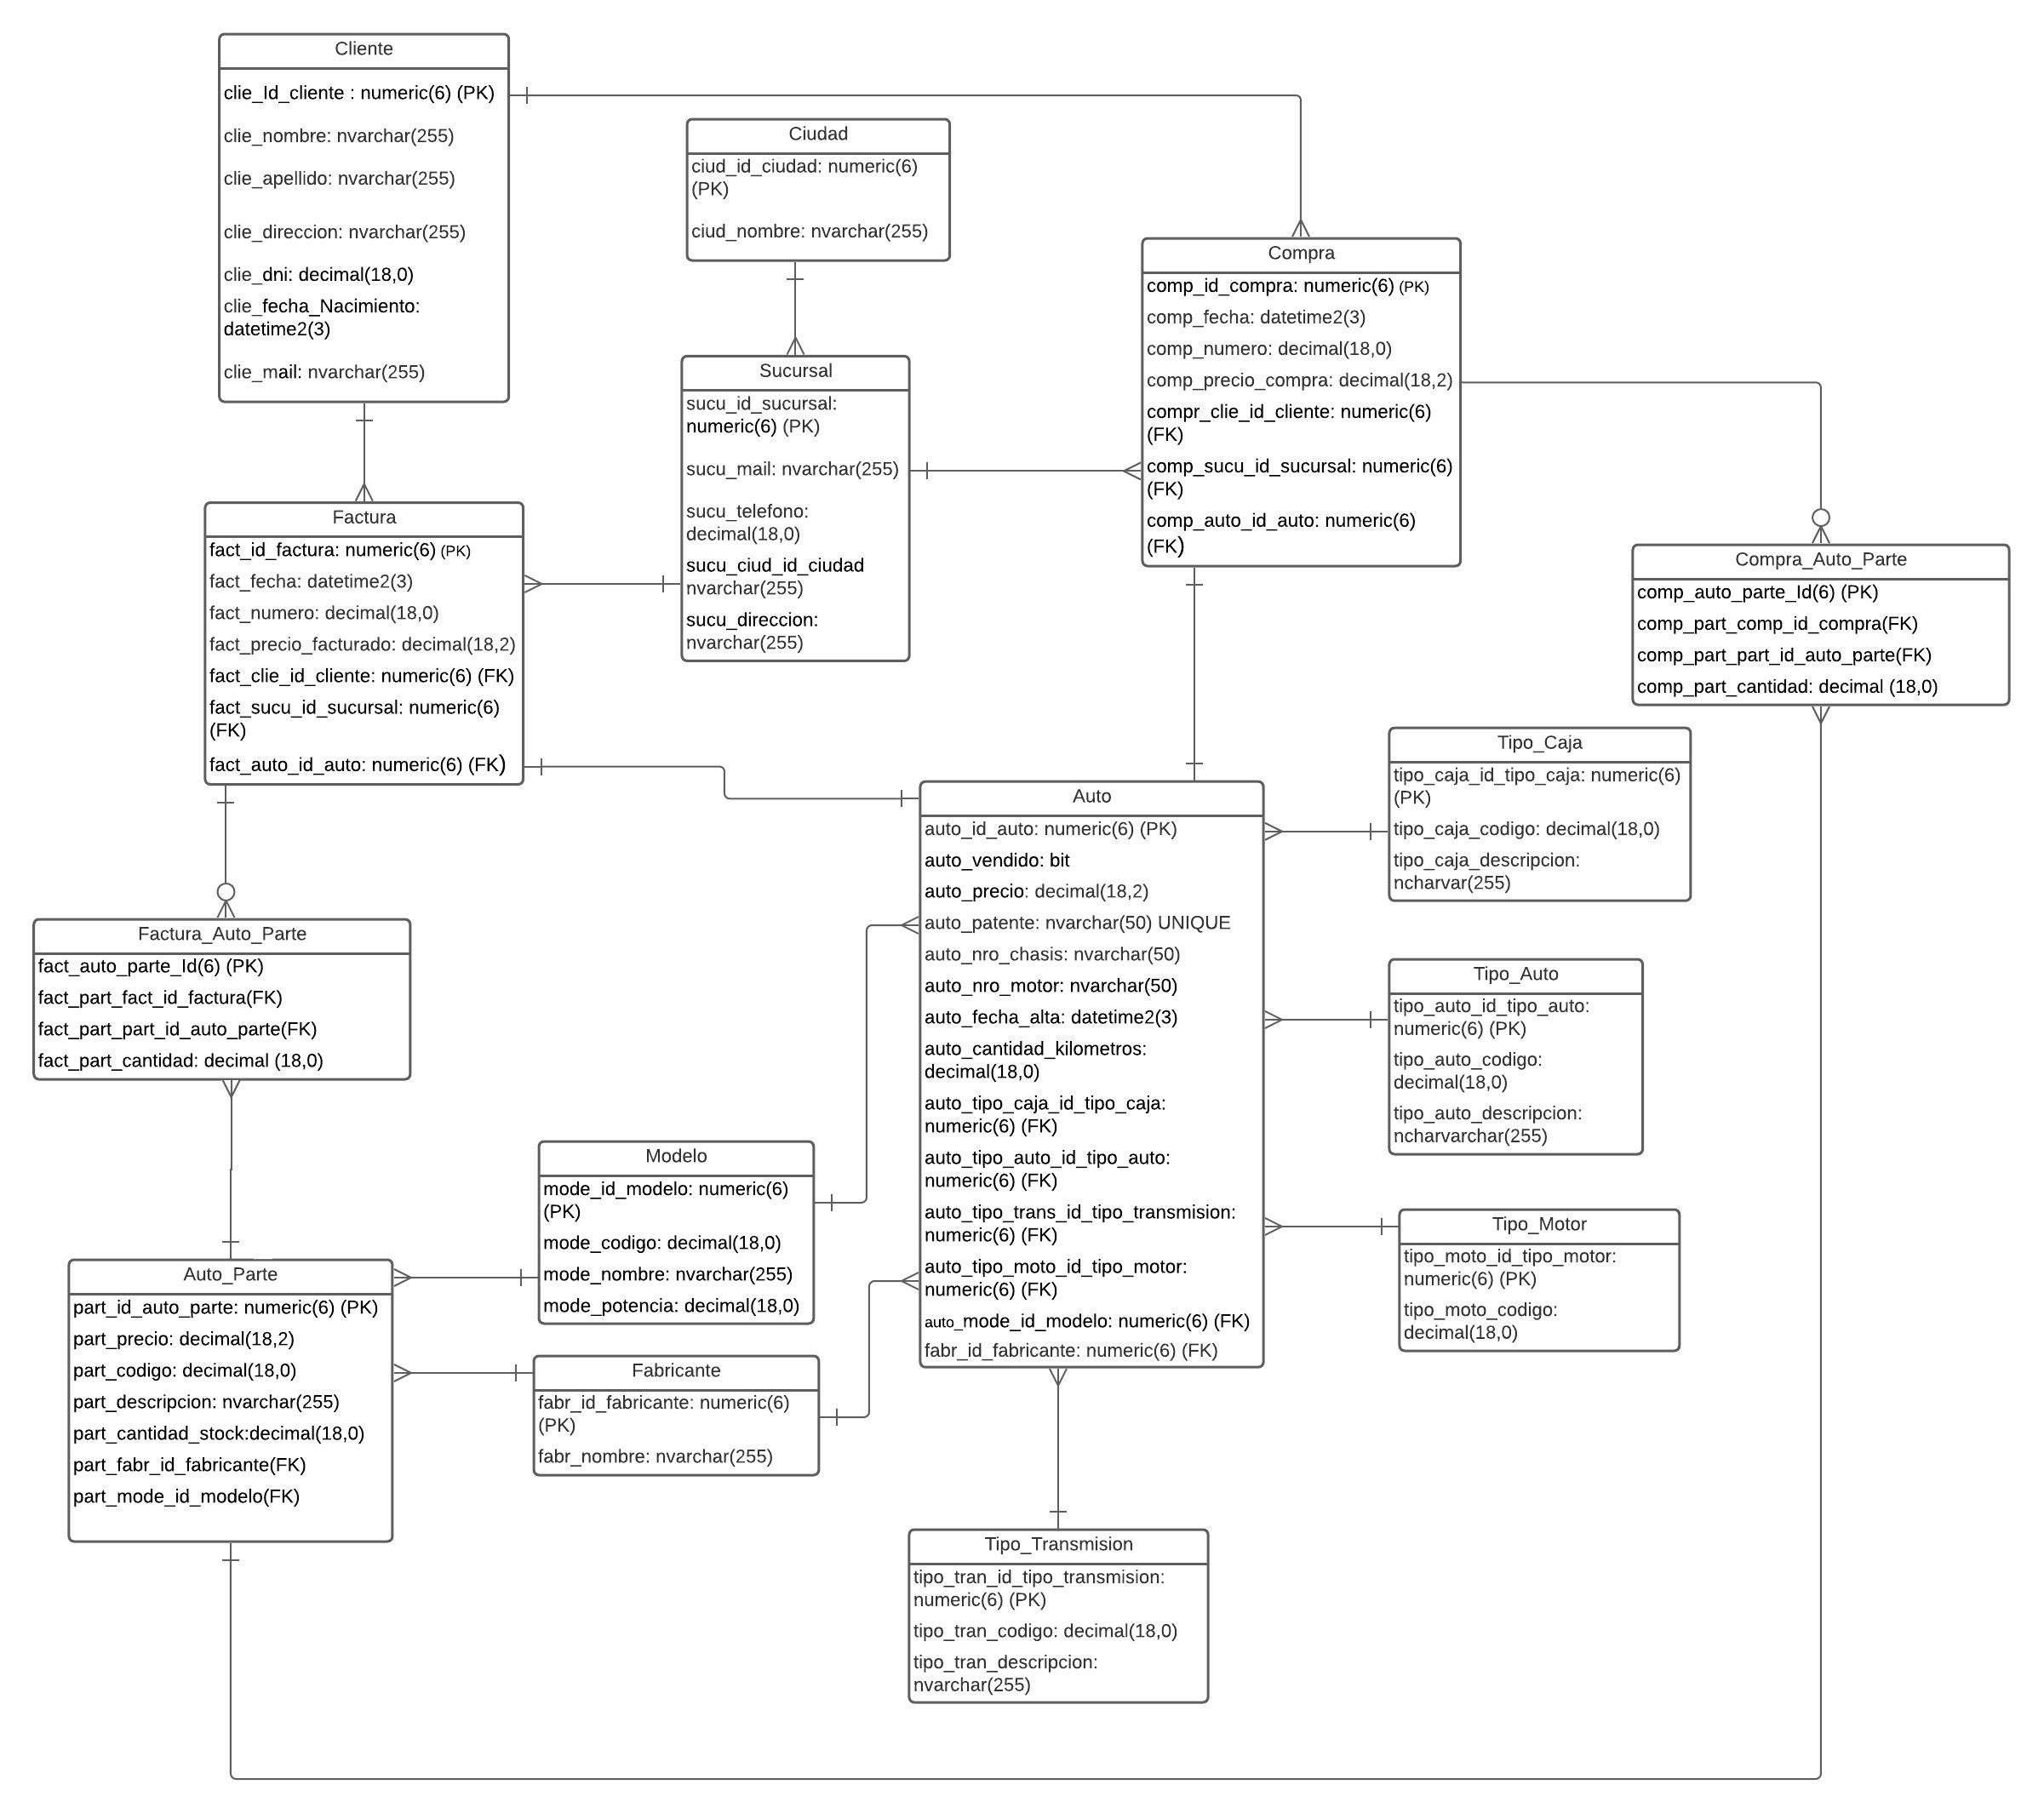 Cliente
clie_Id_cliente : numeric(6) (PK)
clie_nombre: nvarchar(255)
clie_apellido: nvarchar(255)
clie_direccion: nvarchar(255)
clie_dni: decimal(18,0)
clie_fecha_Nacimiento:
datetime2(3)
clie_mail: nvarchar(255)
Ciudad
ciud_id_ciudad: numeric(6)
(PK)
ciud_nombre: nvarchar(255)
Compra
comp_id_compra: numeric(6) (PK)
comp_fecha: datetime2(3)
comp_numero: decimal(18,0)
comp_precio_compra: decimal(18,2)
compr_clie_id_cliente: numeric(6)
(FK)
comp_sucu_id_sucursal: numeric(6)
(FK)
comp_auto_id_auto: numeric(6)
(FK)
Sucursal
sucu_id_sucursal:
numeric(6) (PK)
sucu_mail: nvarchar(255)
sucu_telefono:
decimal(18,0)
sucu_ciud_id_ciudad
nvarchar(255)
sucu_direccion:
nvarchar(255)
Factura
fact_id_factura: numeric(6) (PK)
fact_fecha: datetime2(3)
fact_numero: decimal(18,0)
fact_precio_facturado: decimal(18,2)
fact_clie_id_cliente: numeric(6) (FK)
fact_sucu_id_sucursal: numeric(6)
(FK)
fact_auto_id_auto: numeric(6) (FK)
Compra_Auto_Parte
comp_auto_parte_Id(6) (PK)
comp_part_comp_id_compra(FK)
comp_part_part_id_auto_parte(FK)
comp_part_cantidad: decimal (18,0)
Tipo_Caja
tipo_caja_id_tipo_caja: numeric(6)
(PK)
tipo_caja_codigo: decimal(18,0)
tipo_caja_descripcion:
ncharvar(255)
Auto
auto_id_auto: numeric(6) (PK)
auto_vendido: bit
auto_precio: decimal(18,2)
auto_patente: nvarchar(50) UNIQUE
auto_nro_chasis: nvarchar(50)
auto_nro_motor: nvarchar(50)
auto_fecha_alta: datetime2(3)
auto_cantidad_kilometros:
decimal(18,0)
auto_tipo_caja_id_tipo_caja:
numeric(6) (FK)
auto_tipo_auto_id_tipo_auto:
numeric(6) (FK)
auto_tipo_trans_id_tipo_transmision:
numeric(6) (FK)
auto_tipo_moto_id_tipo_motor:
numeric(6) (FK)
auto_mode_id_modelo: numeric(6) (FK)
fabr_id_fabricante: numeric(6) (FK)
Factura_Auto_Parte
fact_auto_parte_Id(6) (PK)
fact_part_fact_id_factura(FK)
fact_part_part_id_auto_parte(FK)
fact_part_cantidad: decimal (18,0)
Tipo_Auto
tipo_auto_id_tipo_auto:
numeric(6) (PK)
tipo_auto_codigo:
decimal(18,0)
tipo_auto_descripcion:
ncharvarchar(255)
Modelo
mode_id_modelo: numeric(6)
(PK)
mode_codigo: decimal(18,0)
mode_nombre: nvarchar(255)
mode_potencia: decimal(18,0)
Tipo_Motor
tipo_moto_id_tipo_motor:
numeric(6) (PK)
tipo_moto_codigo:
decimal(18,0)
Auto_Parte
part_id_auto_parte: numeric(6) (PK)
part_precio: decimal(18,2)
part_codigo: decimal(18,0)
part_descripcion: nvarchar(255)
part_cantidad_stock:decimal(18,0)
part_fabr_id_fabricante(FK)
part_mode_id_modelo(FK)
Fabricante
fabr_id_fabricante: numeric(6)
(PK)
fabr_nombre: nvarchar(255)
Tipo_Transmision
tipo_tran_id_tipo_transmision:
numeric(6) (PK)
tipo_tran_codigo: decimal(18,0)
tipo_tran_descripcion:
nvarchar(255)